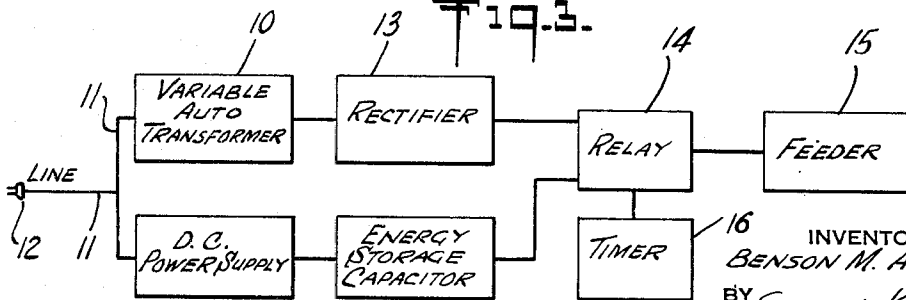 Fig.3.
10
13
14
15
11
VARIABLE
AUTO
TRANSFORMER
RECTIFIER
RELAY
FEEDER
LINE
12
11
D.C.
POWER SUPPLY
ENERGY
STORAGE
CAPACITOR
TIMER
16
INVENTO
BENSON M. A
BY